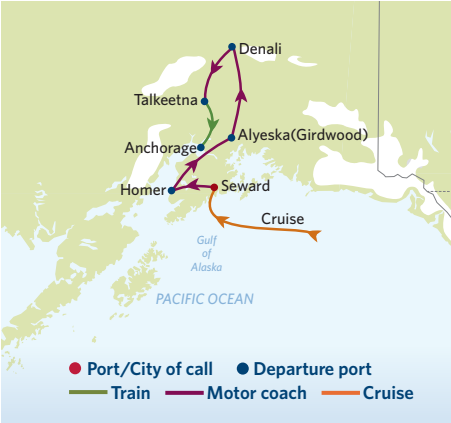 Denali
Talkeetna
Alyeska(Girdwood)
Anchorage
Homer
Seward
Cruise
Gulf
of
Alaska
PACIFIC OCEAN
Port/City of call Departure port
Train Motor coach Cruise